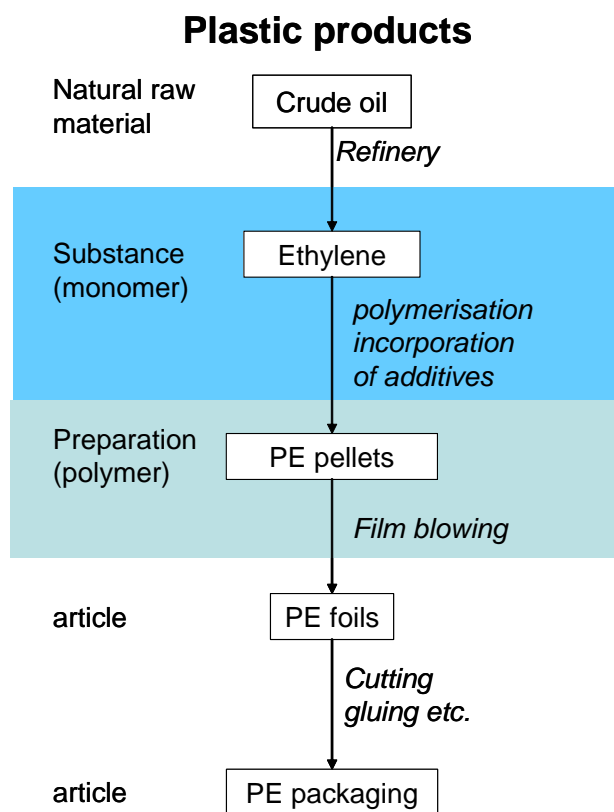 Plastic products
Natural raw
material
Crude oil
Refinery
Substance
(monomer)
Ethylene
polymerisation
incorporation
of additives
Preparation
(polymer)
PE pellets
Film blowing
article
PE foils
Cutting
gluing etc.
article
PE packaging